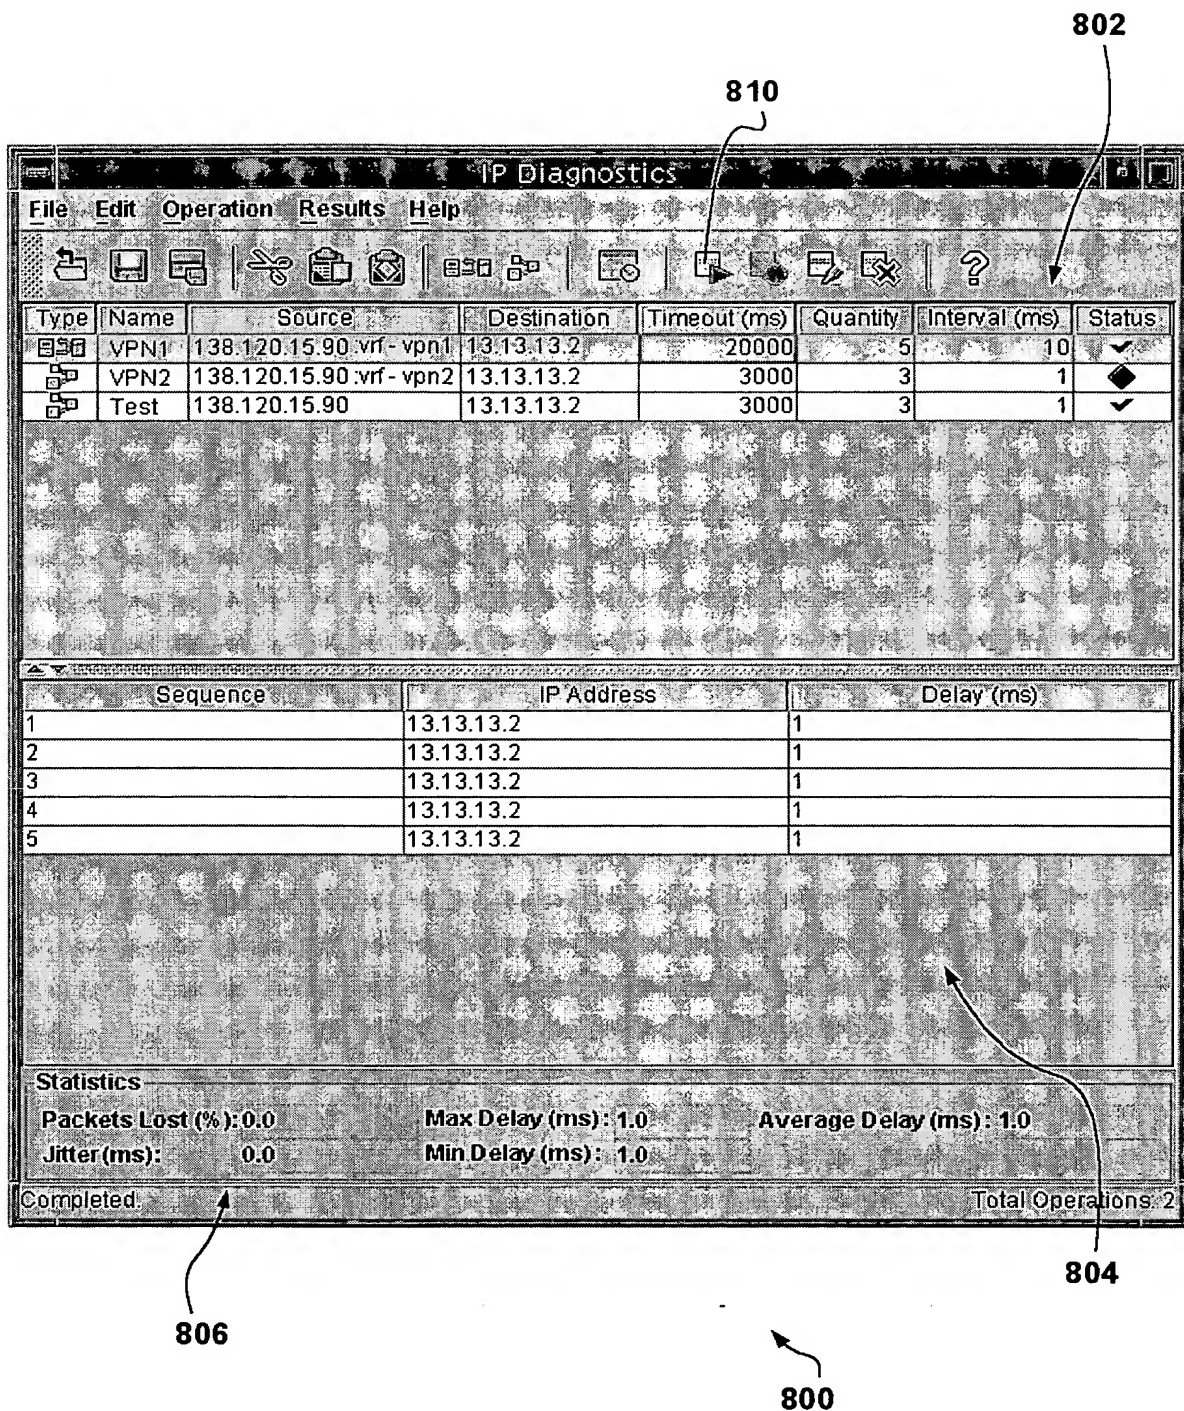 802
810
IP Diagnostics
File Edit Operation Results Help
Type Name Source Destination Timeout (ms) Quantity Interval (ms) Status
VPN1 138.120.15.90 :vrf - vpn1 13.13.13.2 20000 5 10
VPN2 138.120.15.90 :vrf - vpn2 13.13.13.2 3000 3 1
Test 138.120.15.90 13.13.13.2 3000 3 1
Sequence IP Address Delay (ms)
1 13.13.13.2 1
2 13.13.13.2 1
3 13.13.13.2 1
4 13.13.13.2 1
5 13.13.13.2 1
Statistics
Packets Lost (%): 0.0 Max Delay (ms): 1.0 Average Delay (ms): 1.0
Jitter (ms): 0.0 Min Delay (ms): 1.0
Completed. Total Operations: 2
804
806
800